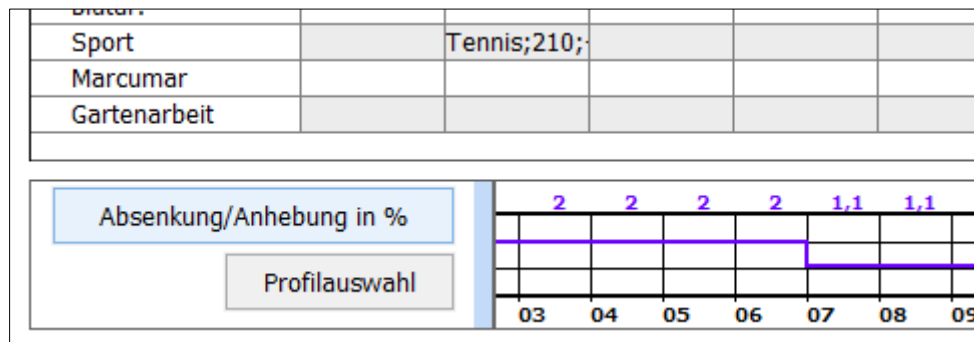 Sport Tennis;210;-
Marcumar
Gartenarbeit
Absenkung/Anhebung in %
2 2 2 2 1,1 1,1
Profilauswahl
03 04 05 06 07 08 09